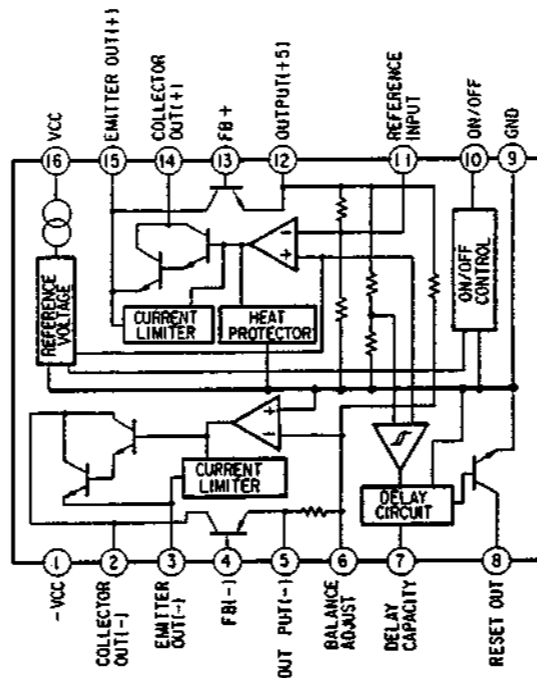 VCC
EMITTER OUT(+)
COLLECTOR
OUT(+)
FB+
OUTPUT(+5)
REFERENCE
INPUT
ON/OFF
GND
16
15
14
13
12
11
10
9
REFERENCE
VOLTAGE
CURRENT
LIMITER
HEAT
PROTECTOR
ON/OFF
CONTROL
-
+
+
-
CURRENT
LIMITER
DELAY
CIRCUIT
1
2
3
4
5
6
7
8
-VCC
COLLECTOR
OUT(-)
EMITTER
OUT(-)
FB(-)
OUT PUT(-)
BALANCE
ADJUST
DELAY
CAPACITY
RESET OUT